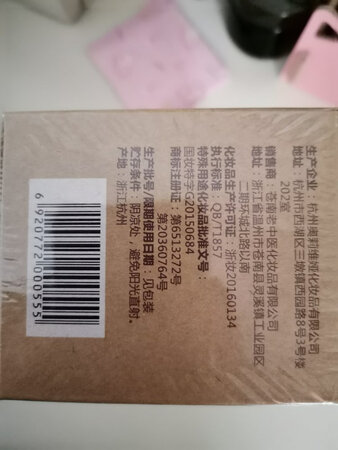 生产企业：杭州奥莉维娅化妆品有限公司
地址：杭州市西湖区三墩镇西园路8号3号楼
202室
销售商：苍南老中医化妆品有限公司
地址：浙江省温州市苍南县灵溪镇工业园区
二期环城北路以南
化妆品生产许可证：浙妆20160134
执行标准：QB/T1857
特殊用途化妆品批准文号：
国妆特字G20150684
商标注册证：第6513272号
第20360764号
生产批号/限期使用日期：见包装
贮存条件：阴凉处，避免阳光直射。
产地：浙江杭州
6920772000555